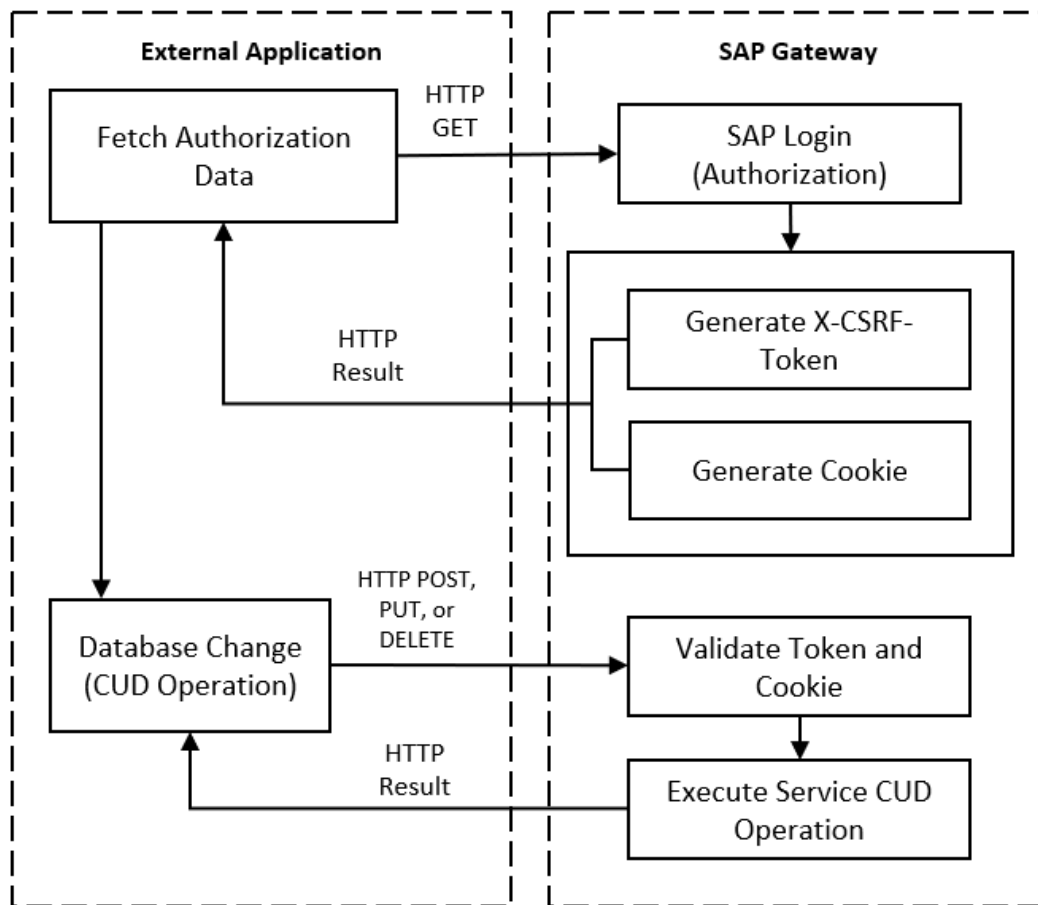 External Application
SAP Gateway
HTTP
GET
Fetch Authorization
Data
SAP Login
(Authorization)
HTTP
Result
Generate X-CSRF-
Token
Generate Cookie
HTTP POST,
PUT, or
DELETE
Database Change
(CUD Operation)
Validate Token and
Cookie
HTTP
Result
Execute Service CUD
Operation